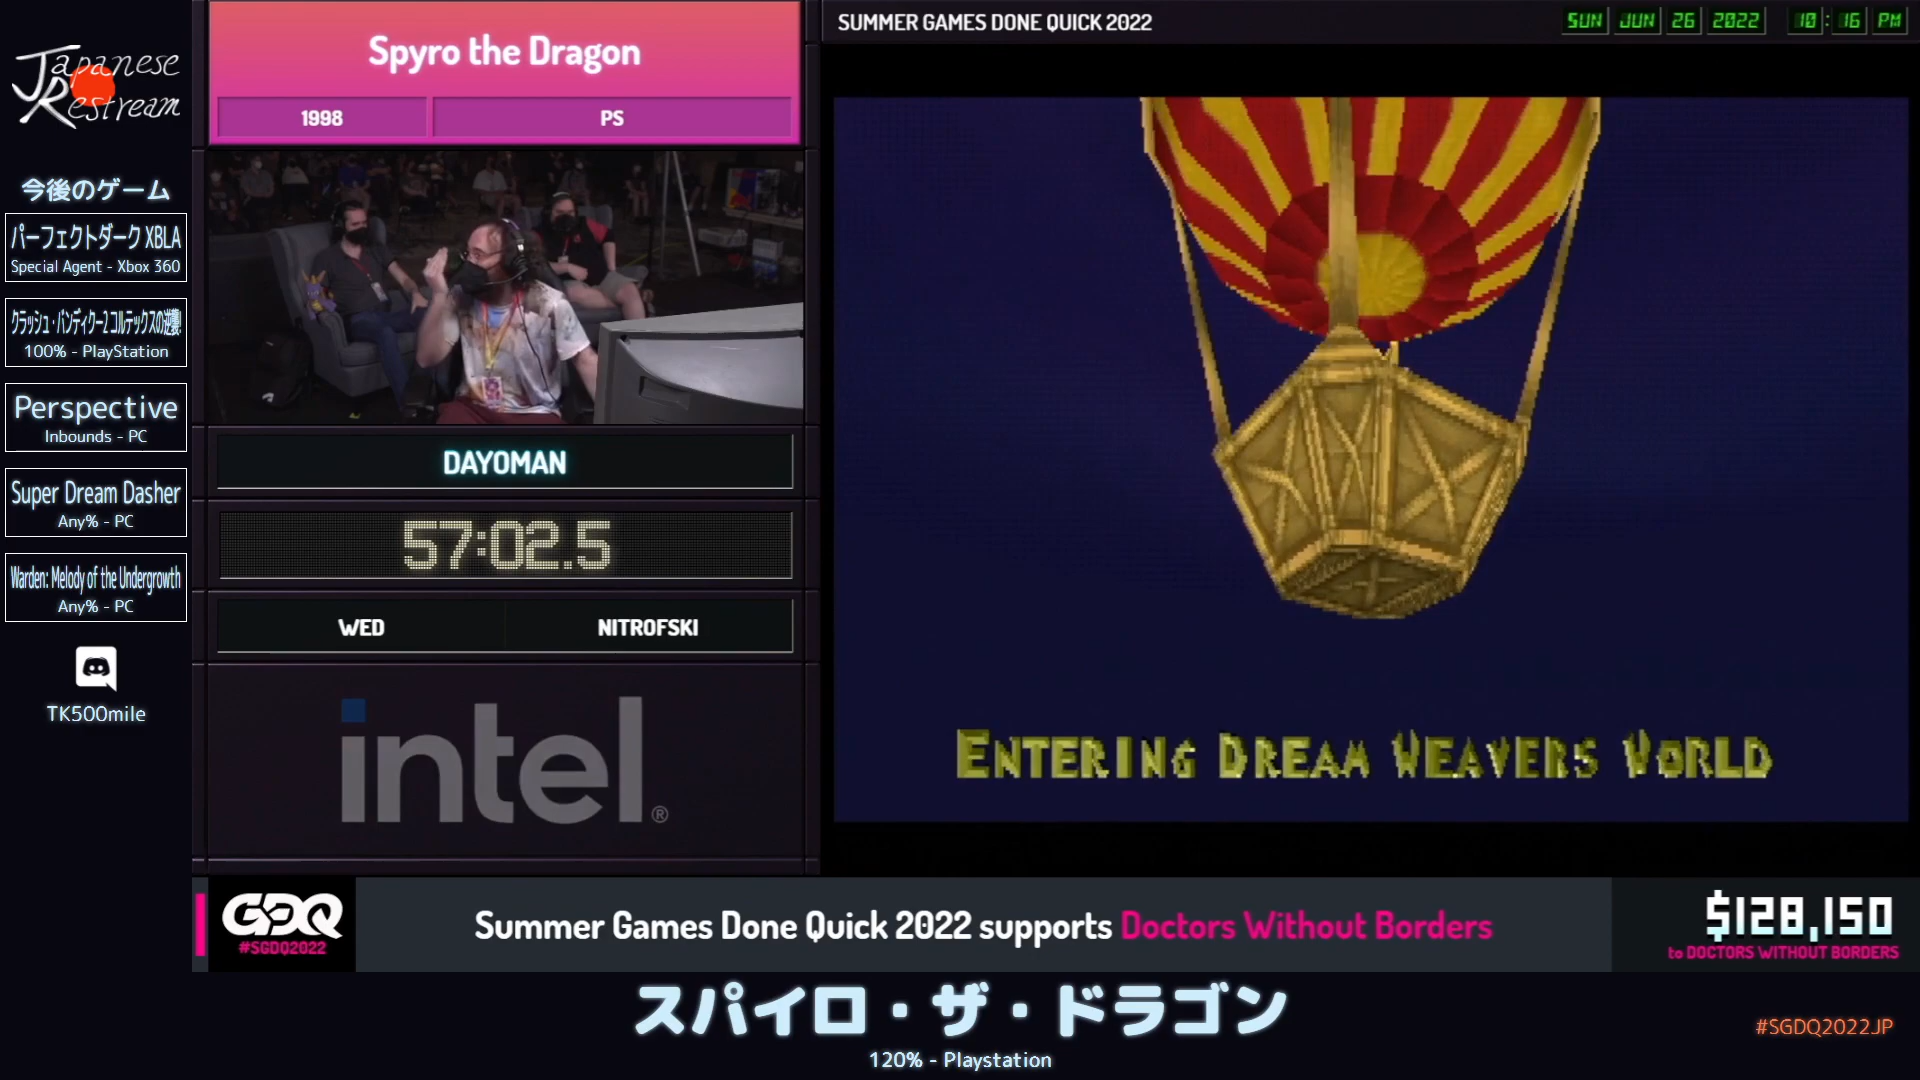 Japanese
Restream
今後のゲーム
パーフェクトダーク XBLA
Special Agent - Xbox 360
クラッシュ・バンディクー2 コルテックスの逆襲!
100% - PlayStation
Perspective
Inbounds - PC
Super Dream Dasher
Any% - PC
Warden: Melody of the Undergrowth
Any% - PC
TK500mile
Spyro the Dragon
1998
PS
DAYOMAN
57:02.5
WED
NITROFSKI
intel®
SUMMER GAMES DONE QUICK 2022
SUN JUN 26 2022 10:16 PM
ENTERING DREAM WEAVERS WORLD
GDQ
#SGDQ2022
Summer Games Done Quick 2022 supports Doctors Without Borders
$128,150
to DOCTORS WITHOUT BORDERS
スパイロ・ザ・ドラゴン
120% - Playstation
#SGDQ2022JP